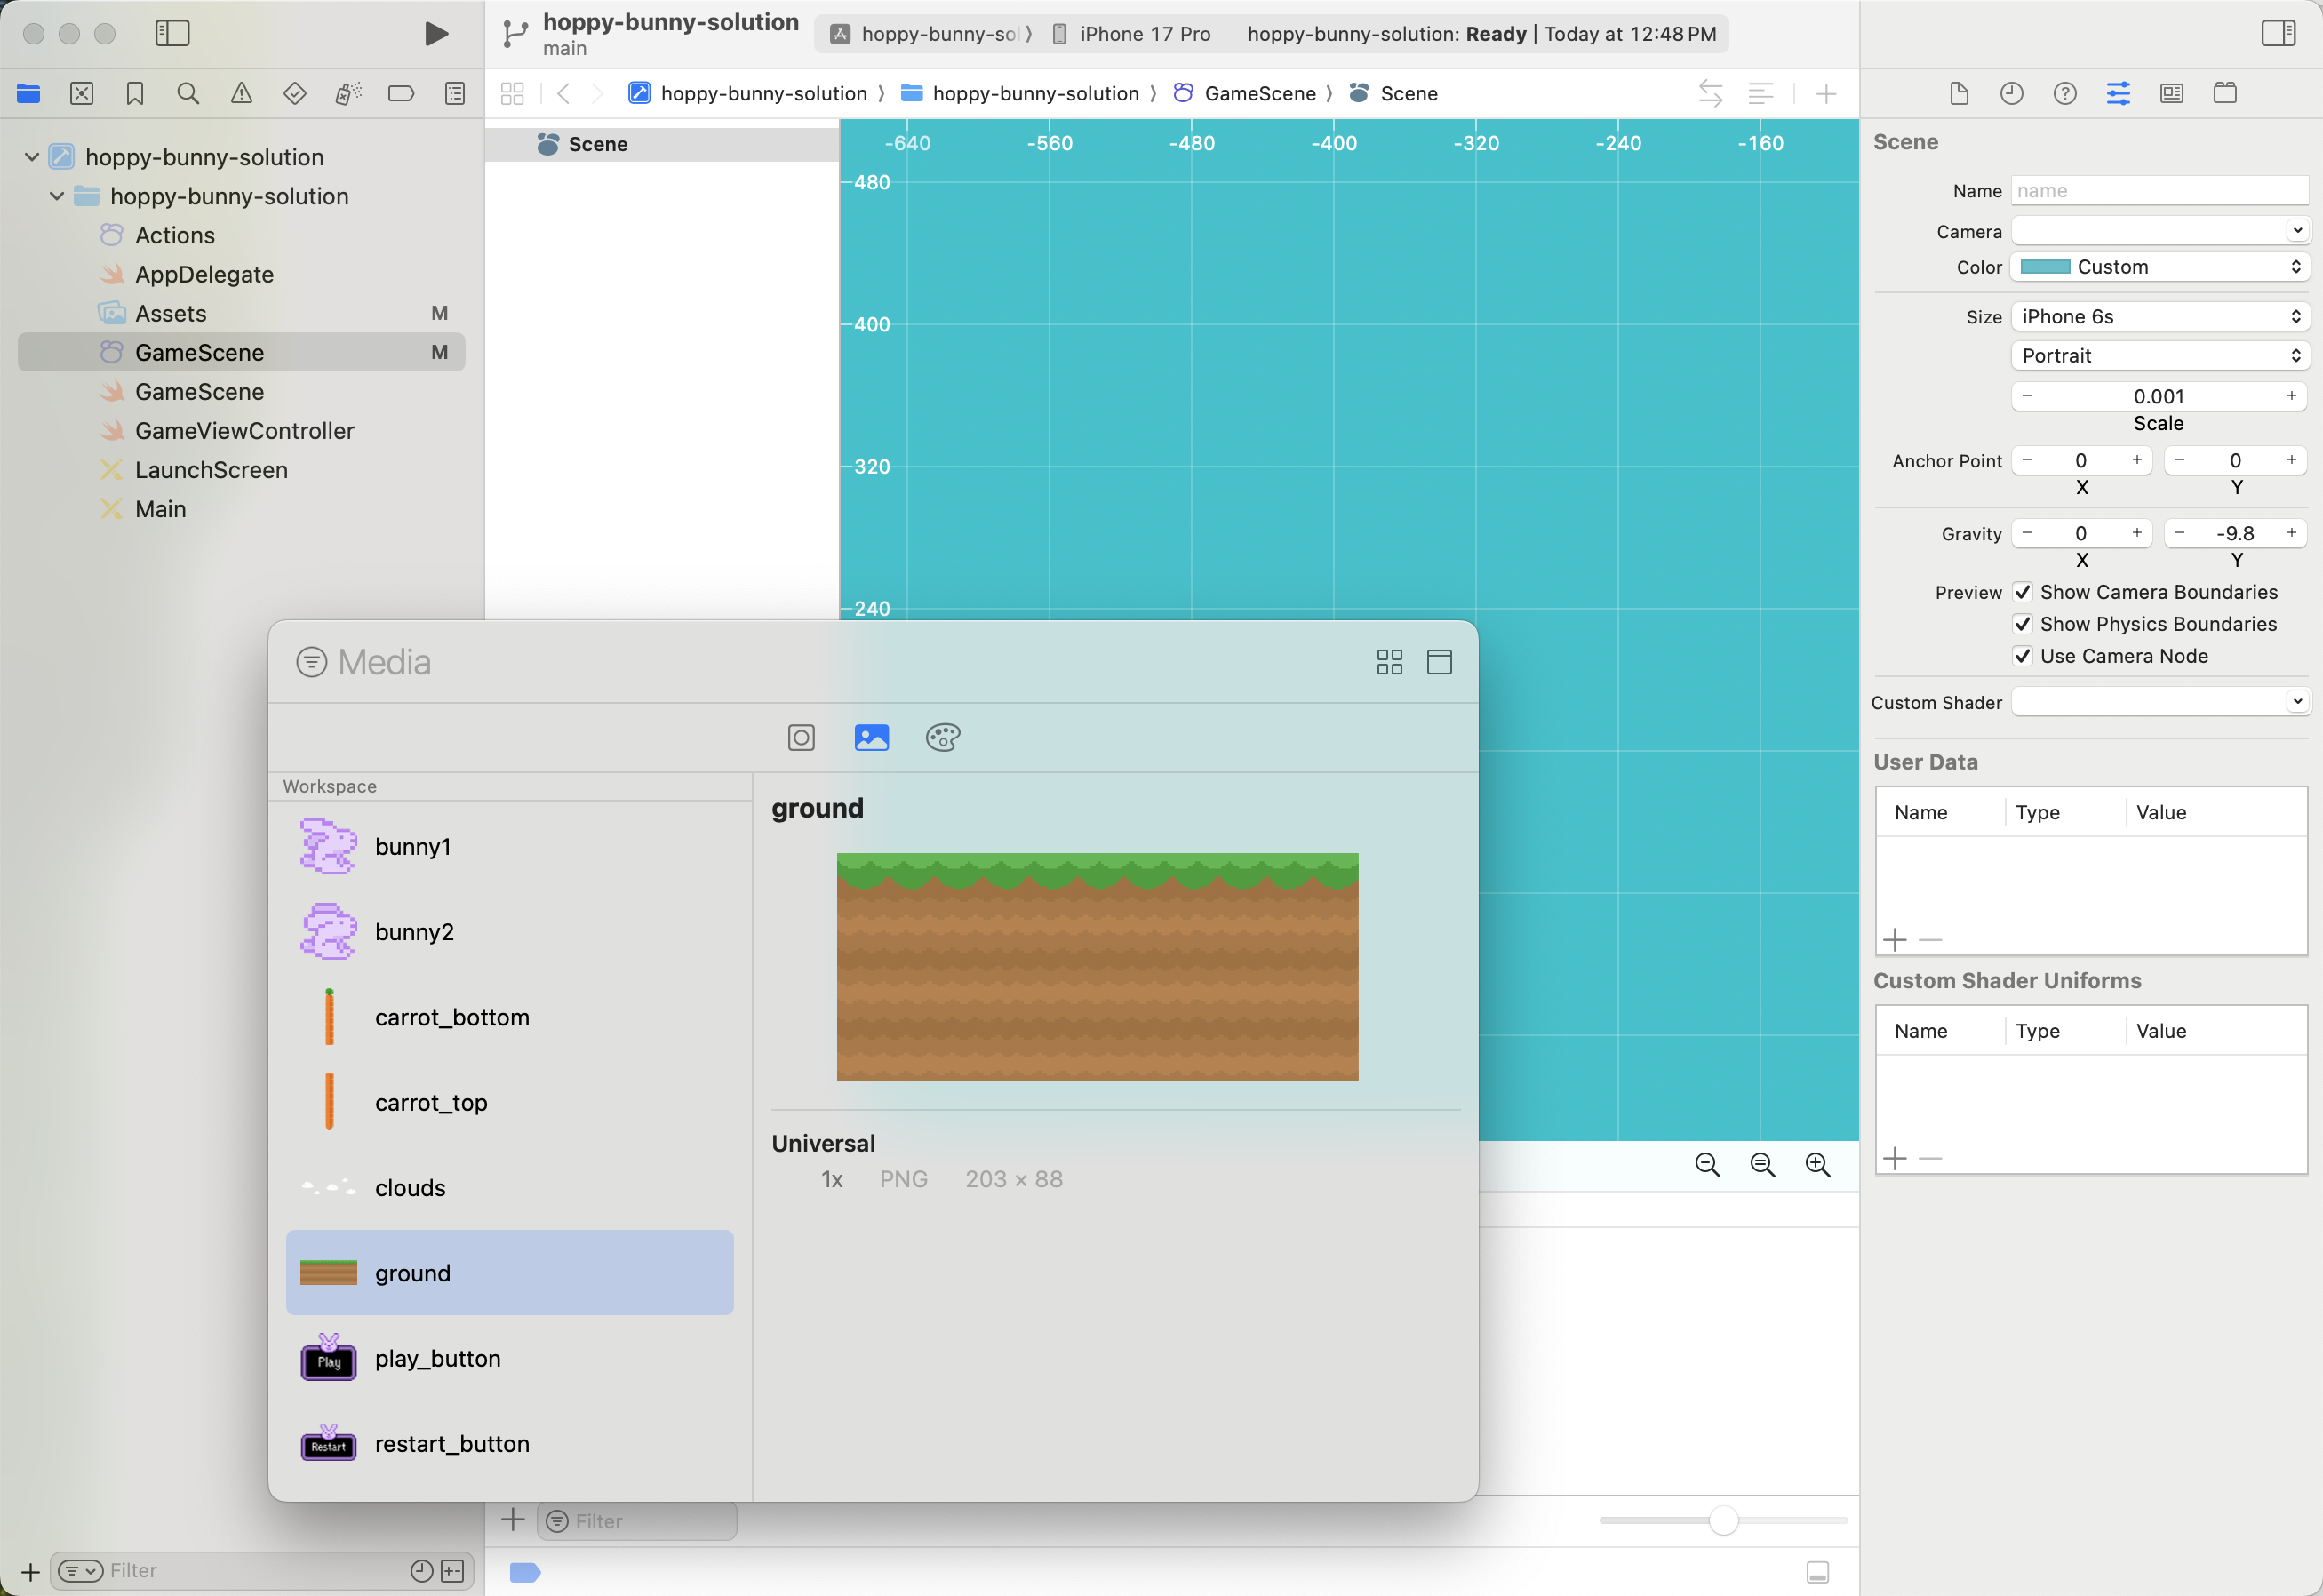 hoppy-bunny-solution
main
hoppy-bunny-so
iPhone 17 Pro
hoppy-bunny-solution: Ready | Today at 12:48 PM
hoppy-bunny-solution
hoppy-bunny-solution
GameScene
Scene
hoppy-bunny-solution
hoppy-bunny-solution
Actions
AppDelegate
Assets M
GameScene M
GameScene
GameViewController
LaunchScreen
Main
Filter
Scene
-640 -560 -480 -400 -320 -240 -160
480
400
320
240
Media
Workspace
bunny1
bunny2
carrot_bottom
carrot_top
clouds
ground
Play
play_button
Restart
restart_button
ground
Universal
1x PNG 203 × 88
Filter
Scene
Name name
Camera
Color Custom
Size iPhone 6s
Portrait
− 0.001 +
Scale
Anchor Point − 0 + − 0 +
X Y
Gravity − 0 + − -9.8 +
X Y
Preview Show Camera Boundaries
Show Physics Boundaries
Use Camera Node
Custom Shader
User Data
Name Type Value
Custom Shader Uniforms
Name Type Value